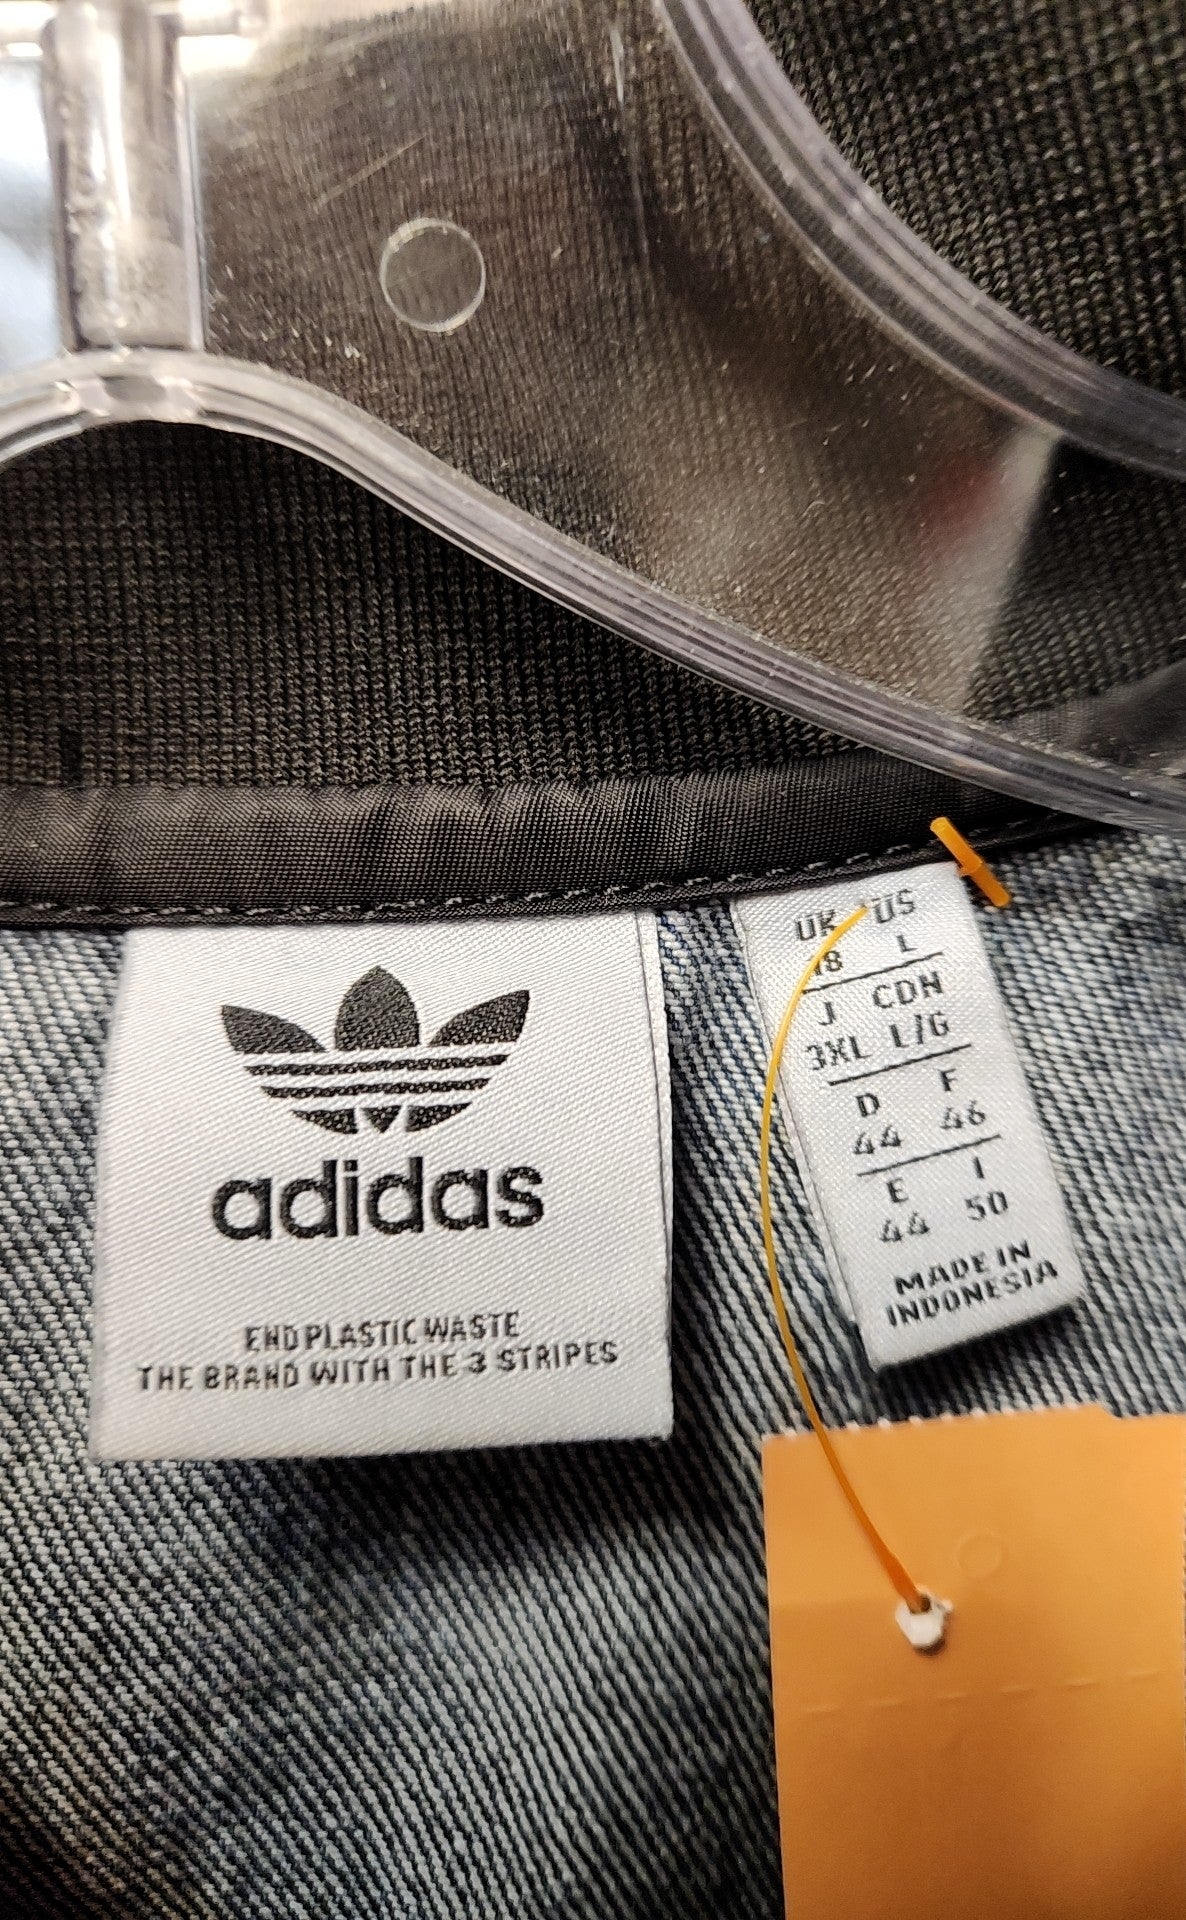 adidas
END PLASTIC WASTE
THE BRAND WITH THE 3 STRIPES
UK US
18 L
J CDN
3XL L/G
D F
44 46
E I
44 50
MADE IN
INDONESIA